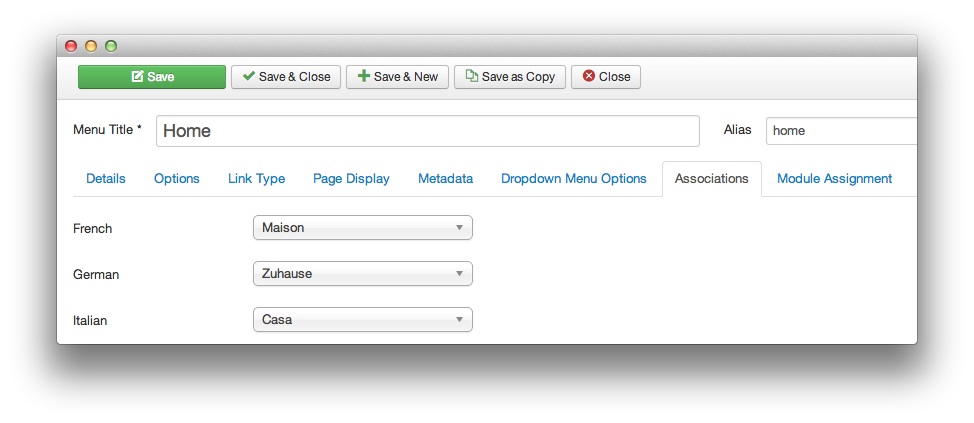 Save Save & Close Save & New Save as Copy Close
Menu Title * Home Alias home
Details Options Link Type Page Display Metadata Dropdown Menu Options Associations Module Assignment
French Maison
German Zuhause
Italian Casa